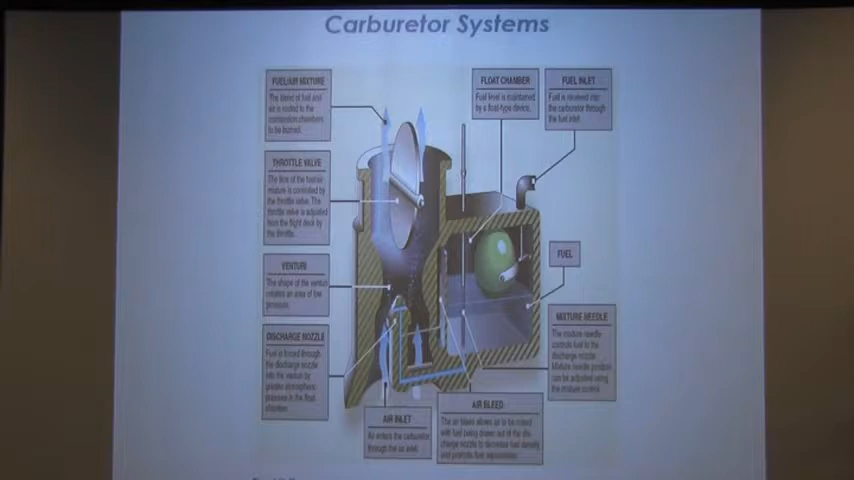 Carburetor Systems
FUEL/AIR MIXTURE
The blend of fuel and
air is routed to the
combustion chambers
to be burned.
FLOAT CHAMBER
Fuel level is maintained
by a float-type device.
FUEL INLET
Fuel is received into
the carburetor through
the fuel inlet.
THROTTLE VALVE
The flow of the fuel/air
mixture is controlled by
the throttle valve. The
throttle valve is adjusted
from the flight deck by
the throttle.
VENTURI
The shape of the venturi
creates an area of low
pressure.
FUEL
DISCHARGE NOZZLE
Fuel is forced through
the discharge nozzle
into the venturi by
greater atmospheric
pressure in the float
chamber.
MIXTURE NEEDLE
The mixture needle
controls fuel to the
discharge nozzle.
Mixture needle position
can be adjusted using
the mixture control.
AIR INLET
Air enters the carburetor
through the air inlet.
AIR BLEED
The air bleed allows air to be mixed
with fuel being drawn out of the dis-
charge nozzle to decrease fuel density
and promote fuel vaporization.